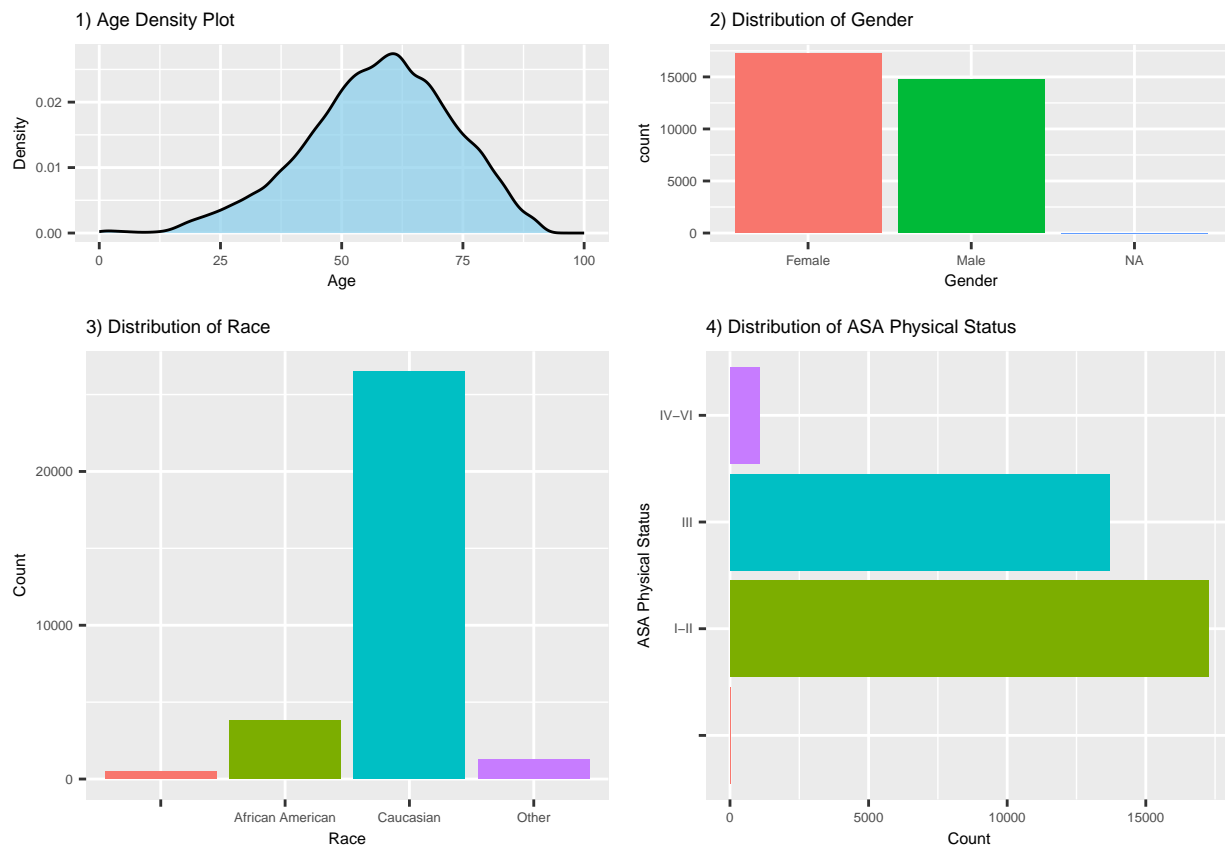 1) Age Density Plot
Density
0.02
0.01
0.00
0
25
50
75
100
Age
2) Distribution of Gender
count
15000
10000
5000
0
Female
Male
NA
Gender
3) Distribution of Race
Count
20000
10000
0
African American
Caucasian
Other
Race
4) Distribution of ASA Physical Status
ASA Physical Status
IV−VI
III
I−II
0
5000
10000
15000
Count